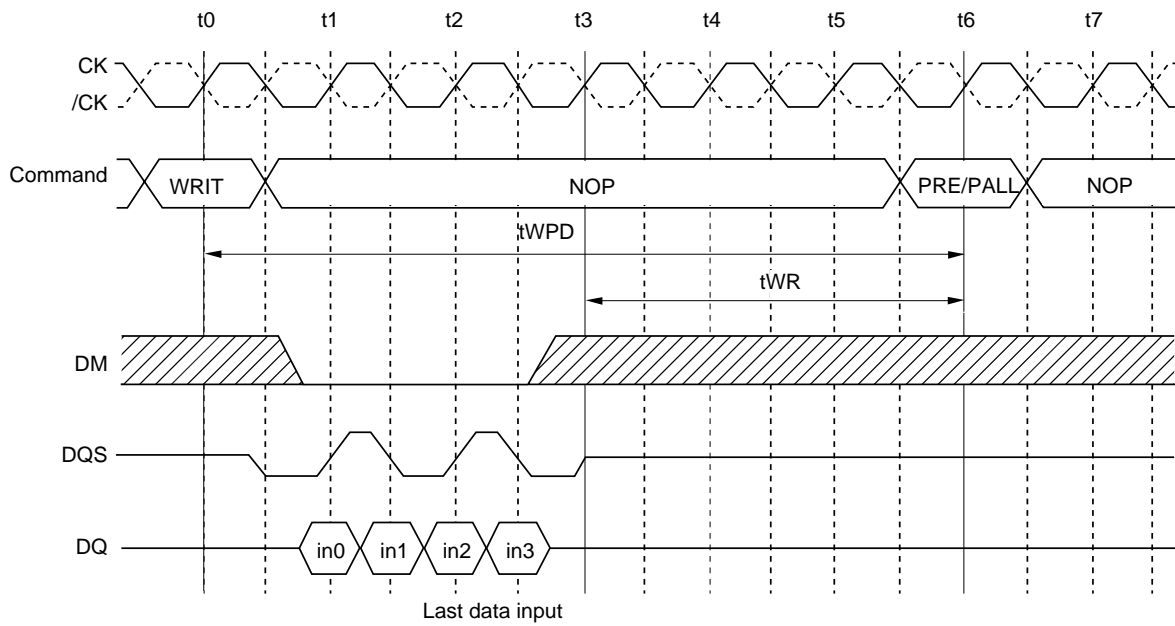 t0 t1 t2 t3 t4 t5 t6 t7
CK
/CK
Command WRIT NOP PRE/PALL NOP
tWPD
tWR
DM
DQS
DQ in0 in1 in2 in3
Last data input